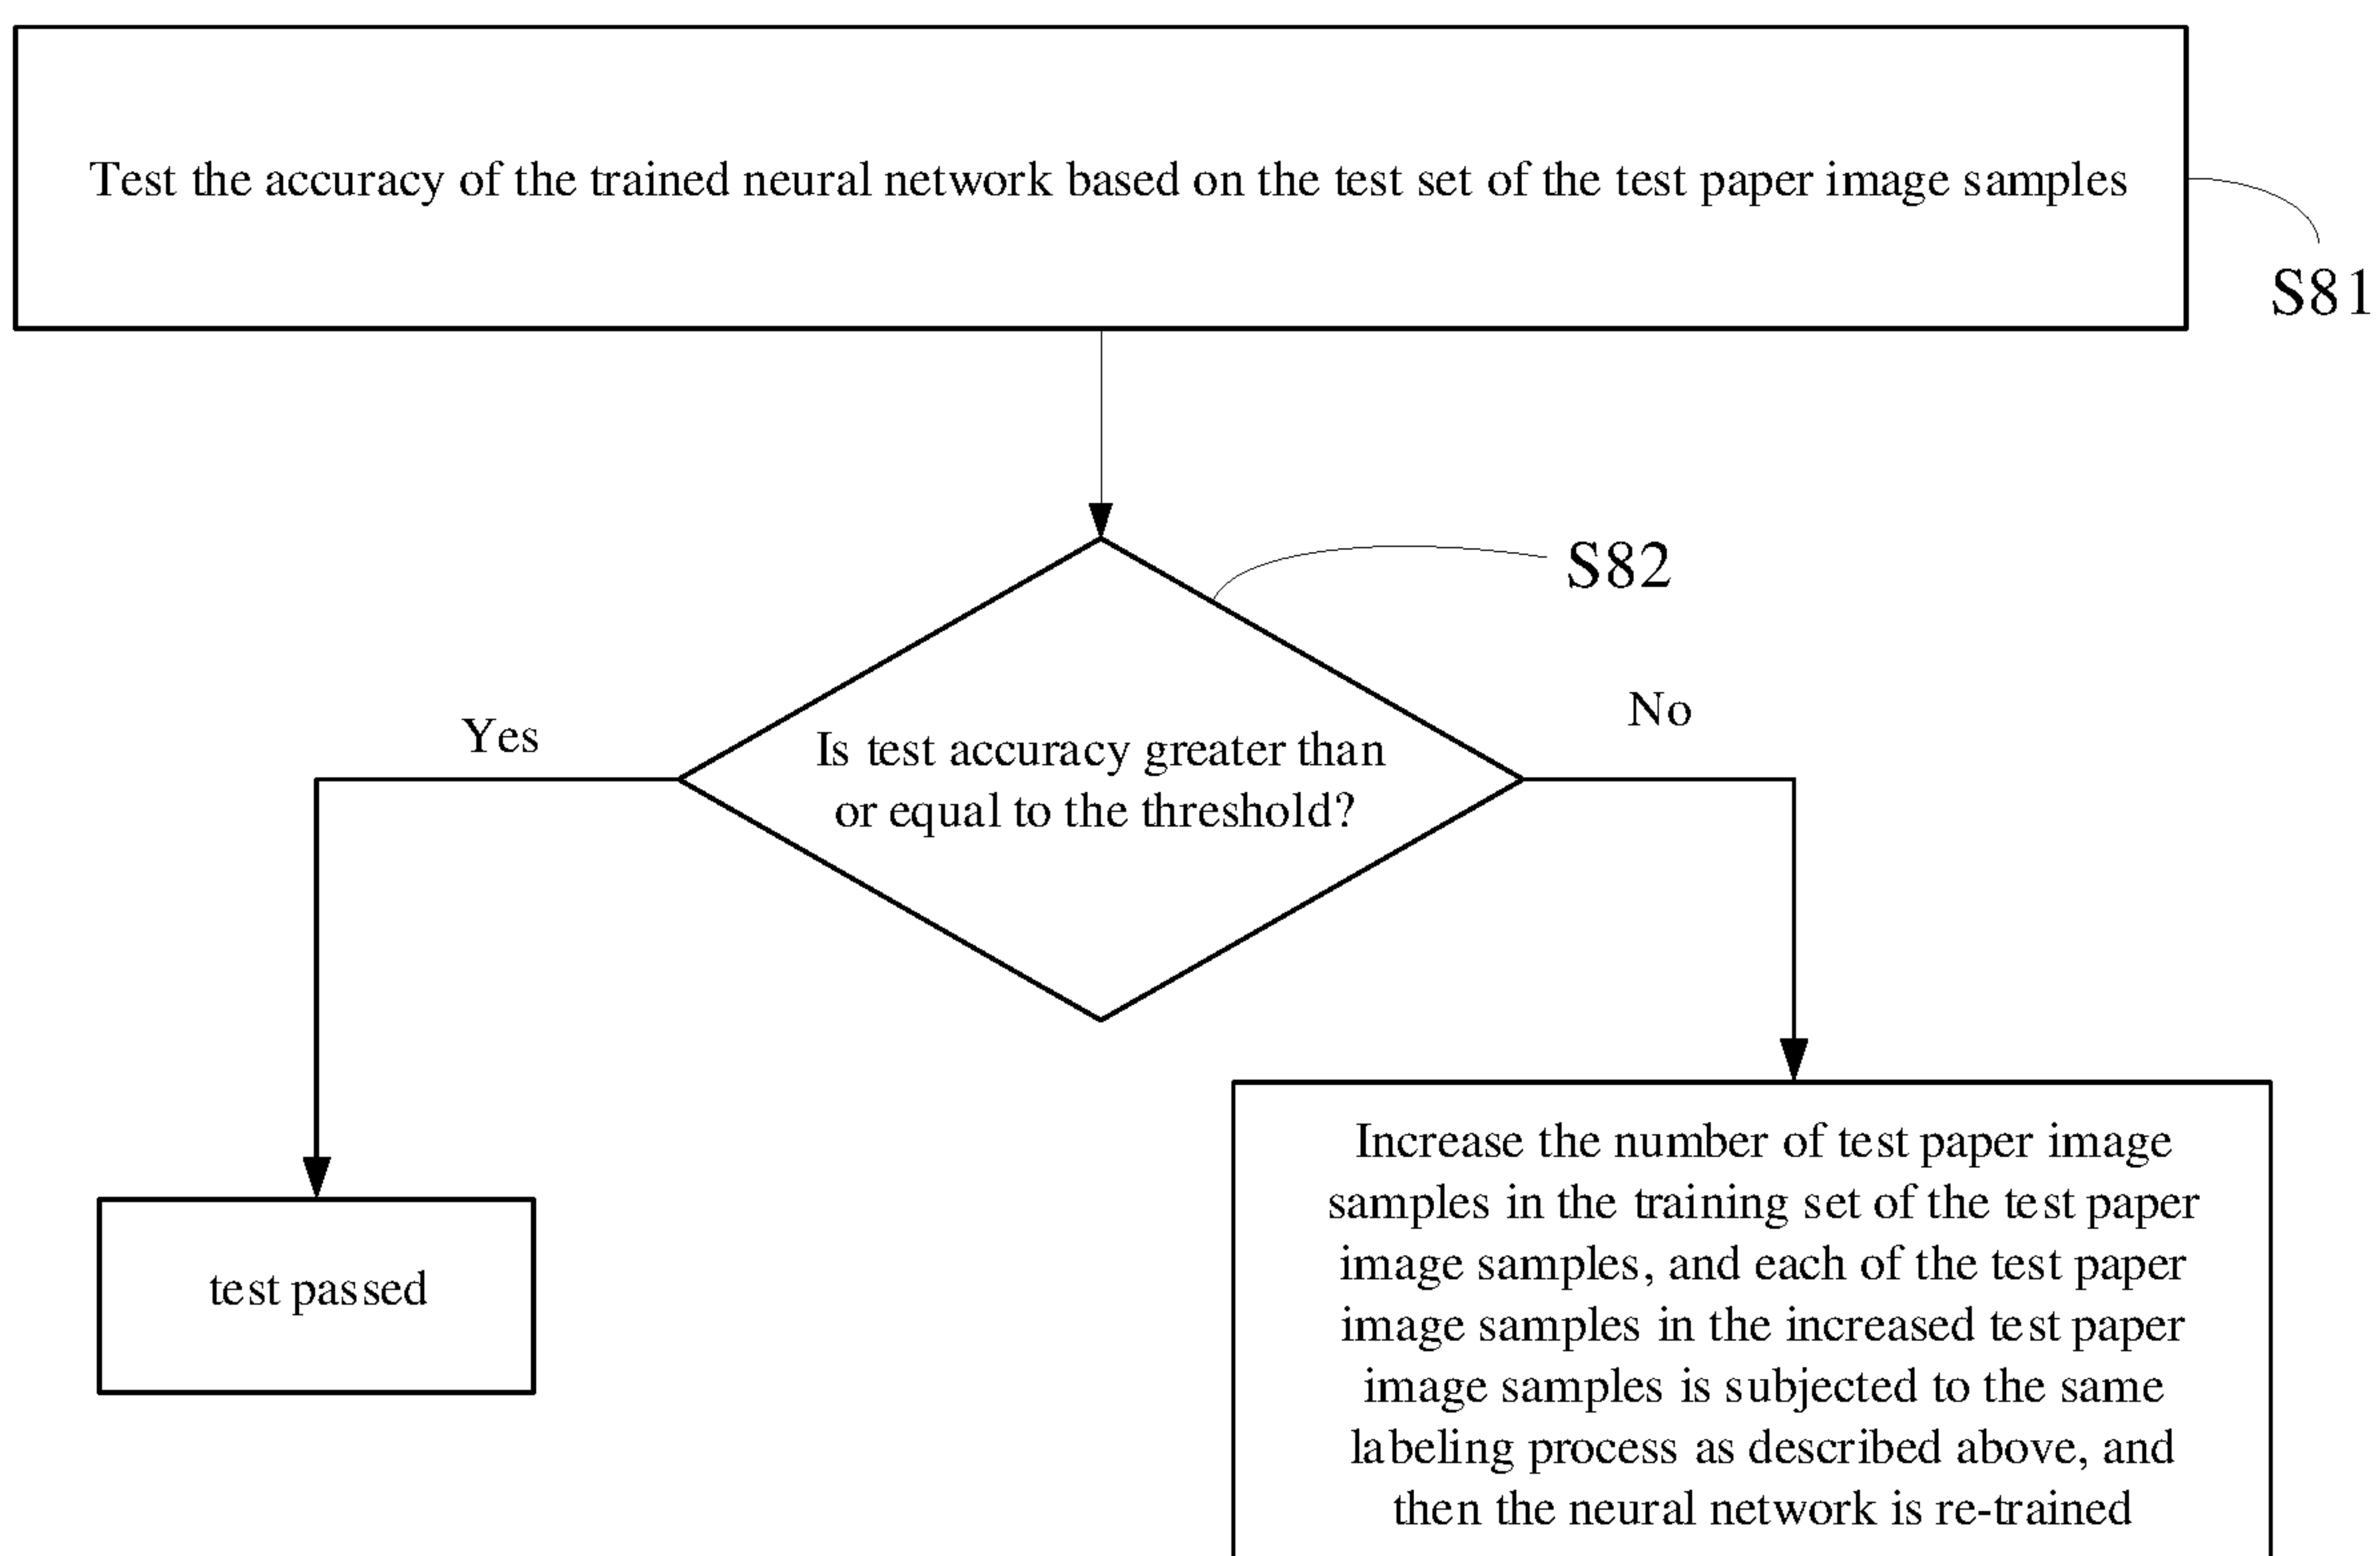 Test the accuracy of the trained neural network based on the test set of the test paper image samples
S81
S82
Yes
No
Is test accuracy greater than
or equal to the threshold?
test passed
Increase the number of test paper image
samples in the training set of the test paper
image samples, and each of the test paper
image samples in the increased test paper
image samples is subjected to the same
labeling process as described above, and
then the neural network is re-trained